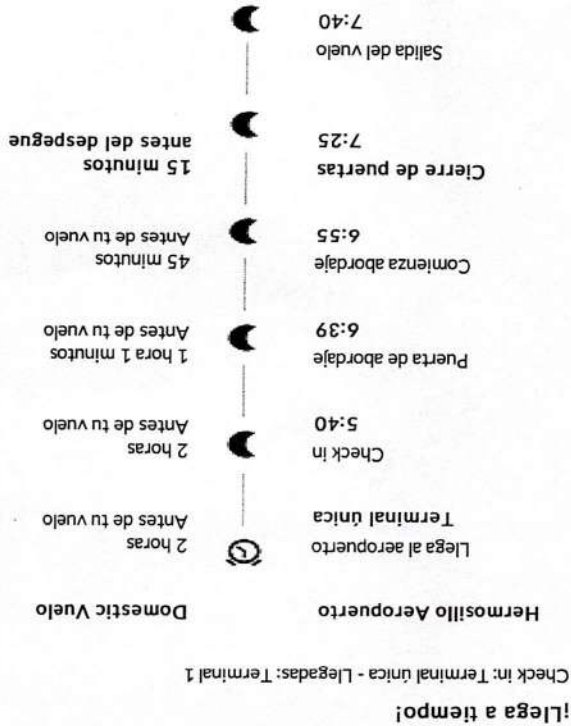 ¡Llega a tiempo!
Check in: Terminal única - Llegadas: Terminal 1
Hermosillo Aeropuerto
Domestic Vuelo
Llega al aeropuerto
Terminal única
2 horas
Antes de tu vuelo
Check in
5:40
2 horas
Antes de tu vuelo
Puerta de abordaje
6:39
1 hora 1 minutos
Antes de tu vuelo
Comienza abordaje
6:55
45 minutos
Antes de tu vuelo
Cierre de puertas
7:25
15 minutos
antes del despegue
Salida del vuelo
7:40